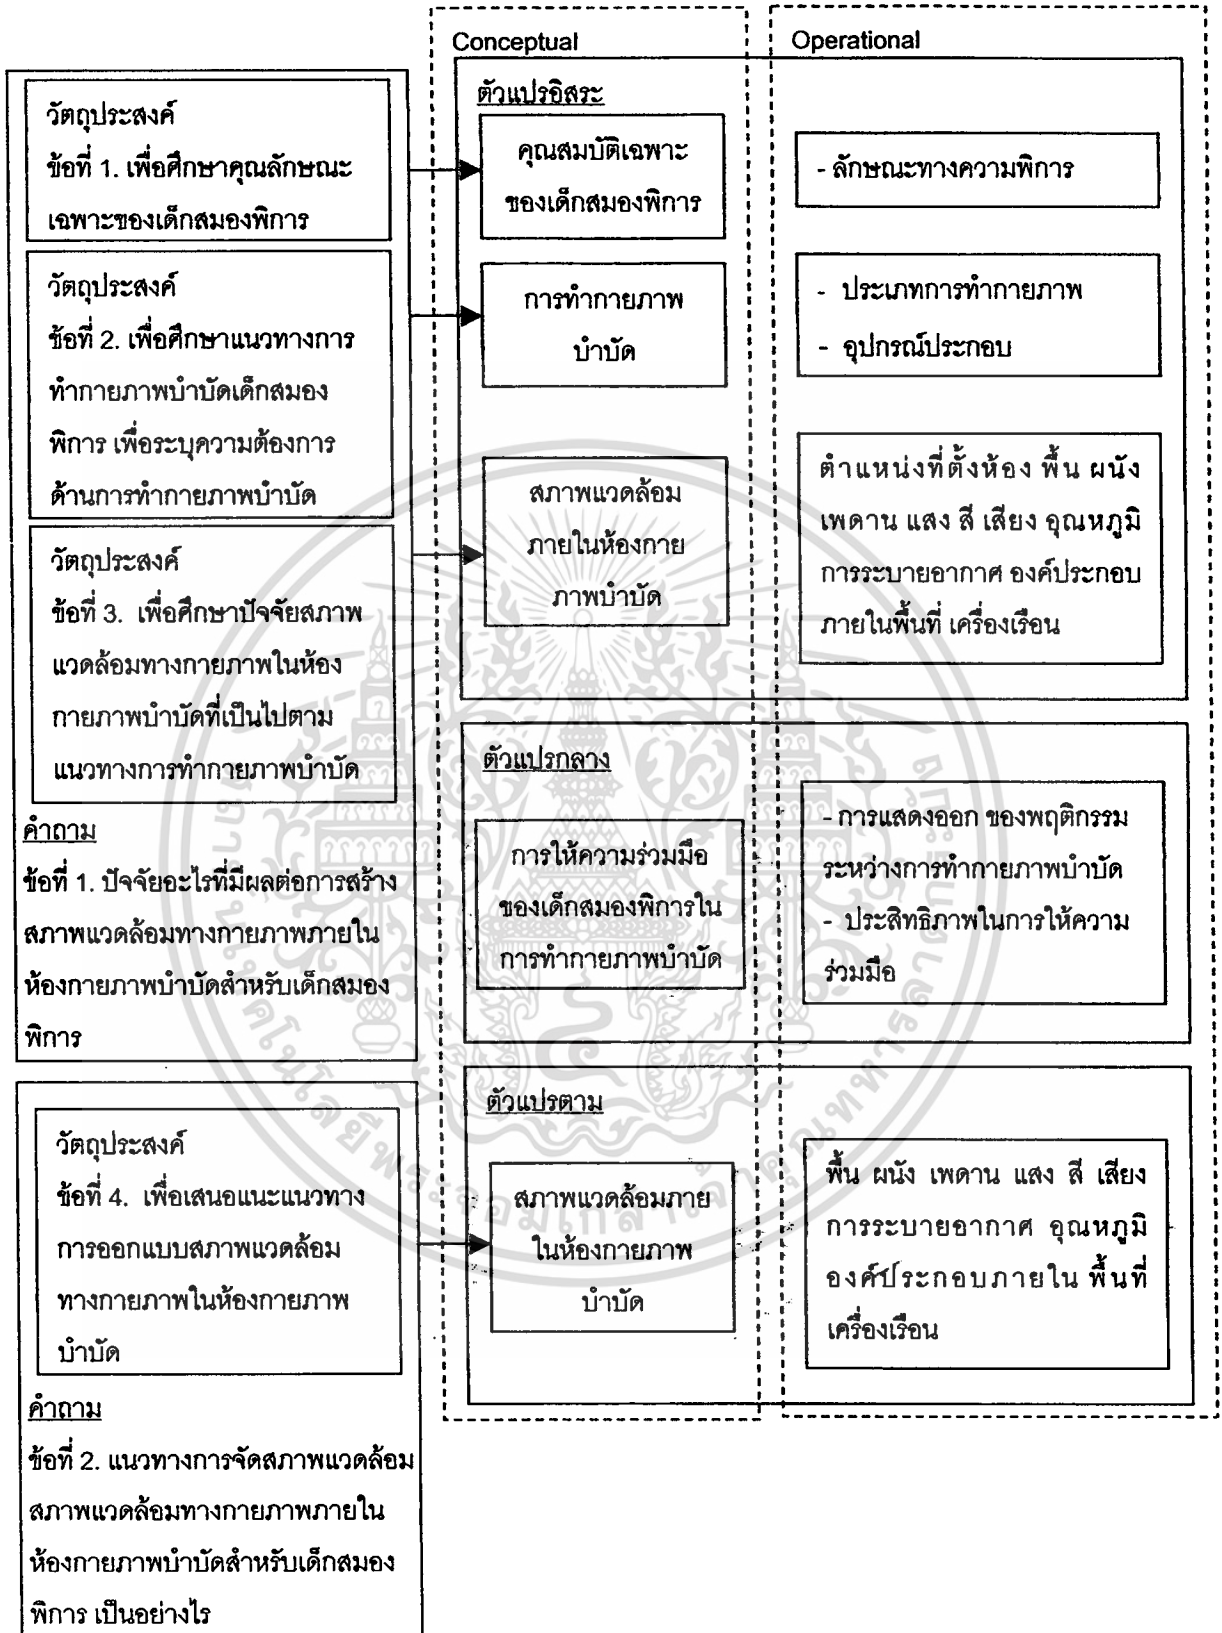 Conceptual
Operational
วัตถุประสงค์
ข้อที่ 1. เพื่อศึกษาคุณลักษณะ
เฉพาะของเด็กสมองพิการ
วัตถุประสงค์
ข้อที่ 2. เพื่อศึกษาแนวทางการ
ทำกายภาพบำบัดเด็กสมอง
พิการ เพื่อระบุความต้องการ
ด้านการทำกายภาพบำบัด
วัตถุประสงค์
ข้อที่ 3. เพื่อศึกษาปัจจัยสภาพ
แวดล้อมทางกายภาพในห้อง
กายภาพบำบัดที่เป็นไปตาม
แนวทางการทำกายภาพบำบัด
คำถาม
ข้อที่ 1. ปัจจัยอะไรที่มีผลต่อการสร้าง
สภาพแวดล้อมทางกายภาพภายใน
ห้องกายภาพบำบัดสำหรับเด็กสมอง
พิการ
ตัวแปรอิสระ
คุณสมบัติเฉพาะ
ของเด็กสมองพิการ
- ลักษณะทางความพิการ
การทำกายภาพ
บำบัด
- ประเภทการทำกายภาพ
- อุปกรณ์ประกอบ
สภาพแวดล้อม
ภายในห้องกาย
ภาพบำบัด
ตำแหน่งที่ตั้งห้อง พื้น ผนัง
เพดาน แสง สี เสียง อุณหภูมิ
การระบายอากาศ องค์ประกอบ
ภายในพื้นที่ เครื่องเรือน
ตัวแปรกลาง
การให้ความร่วมมือ
ของเด็กสมองพิการใน
การทำกายภาพบำบัด
- การแสดงออก ของพฤติกรรม
ระหว่างการทำกายภาพบำบัด
- ประสิทธิภาพในการให้ความ
ร่วมมือ
วัตถุประสงค์
ข้อที่ 4. เพื่อเสนอแนะแนวทาง
การออกแบบสภาพแวดล้อม
ทางกายภาพในห้องกายภาพ
บำบัด
คำถาม
ข้อที่ 2. แนวทางการจัดสภาพแวดล้อม
สภาพแวดล้อมทางกายภาพภายใน
ห้องกายภาพบำบัดสำหรับเด็กสมอง
พิการ เป็นอย่างไร
ตัวแปรตาม
สภาพแวดล้อมภาย
ในห้องกายภาพ
บำบัด
พื้น ผนัง เพดาน แสง สี เสียง
การระบายอากาศ อุณหภูมิ
องค์ประกอบภายใน พื้นที่
เครื่องเรือน